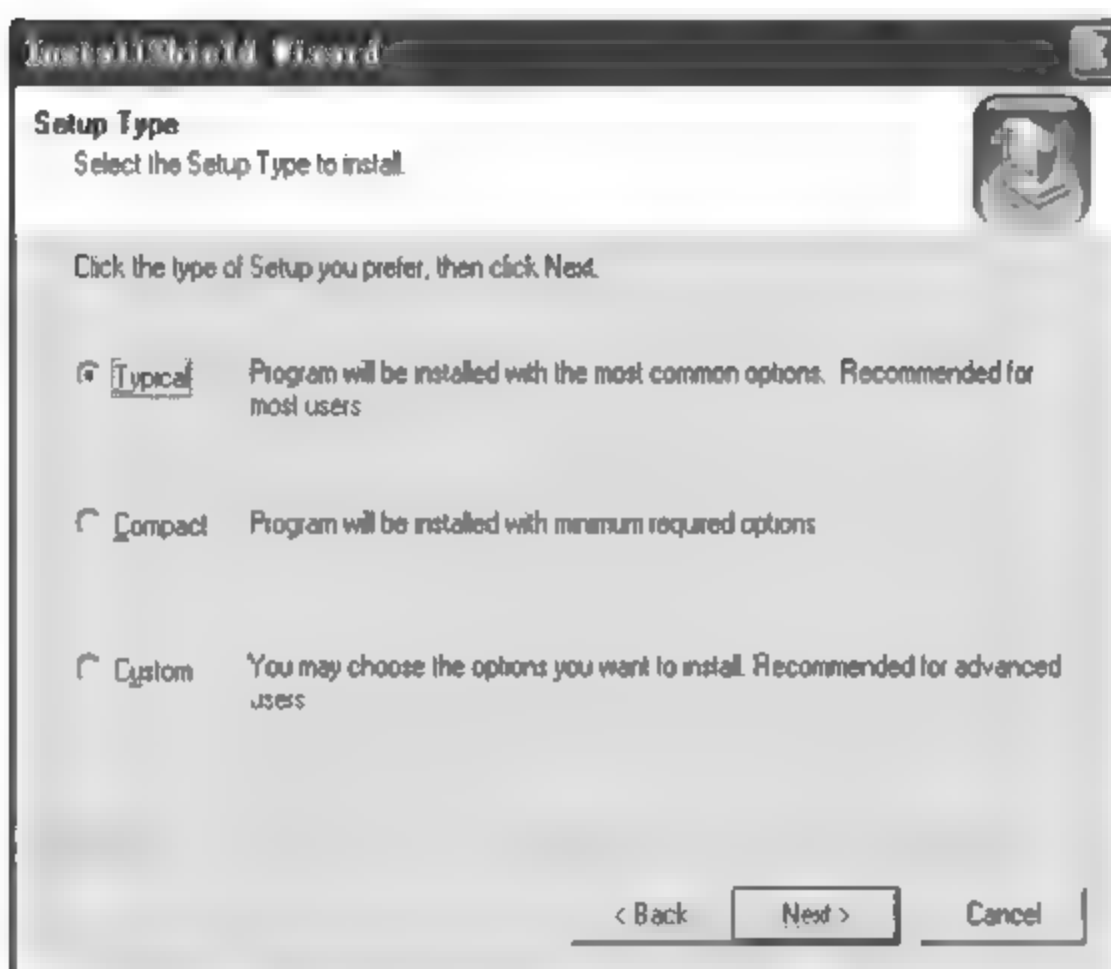 InstallShield Wizard
Setup Type
Select the Setup Type to install.
Click the type of Setup you prefer, then click Next.
Typical Program will be installed with the most common options. Recommended for
most users
Compact Program will be installed with minimum required options
Custom You may choose the options you want to install. Recommended for advanced
users
< Back Next > Cancel